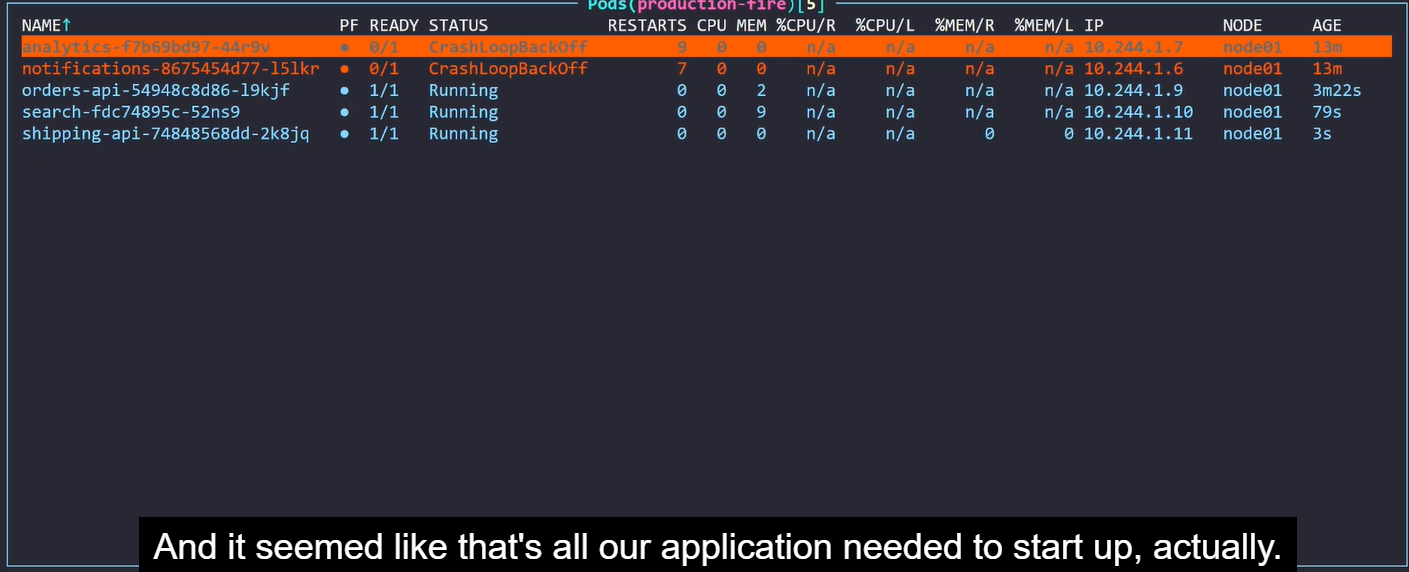 Pods(production-fire)[5]
NAME↑ PF READY STATUS RESTARTS CPU MEM %CPU/R %CPU/L %MEM/R %MEM/L IP NODE AGE
analytics-f7b69bd97-44r9v ● 0/1 CrashLoopBackOff 9 0 0 n/a n/a n/a n/a 10.244.1.7 node01 13m
notifications-8675454d77-l5lkr ● 0/1 CrashLoopBackOff 7 0 0 n/a n/a n/a n/a 10.244.1.6 node01 13m
orders-api-54948c8d86-l9kjf ● 1/1 Running 0 0 2 n/a n/a n/a n/a 10.244.1.9 node01 3m22s
search-fdc74895c-52ns9 ● 1/1 Running 0 0 9 n/a n/a n/a n/a 10.244.1.10 node01 79s
shipping-api-74848568dd-2k8jq ● 1/1 Running 0 0 0 n/a n/a 0 0 10.244.1.11 node01 3s
And it seemed like that's all our application needed to start up, actually.